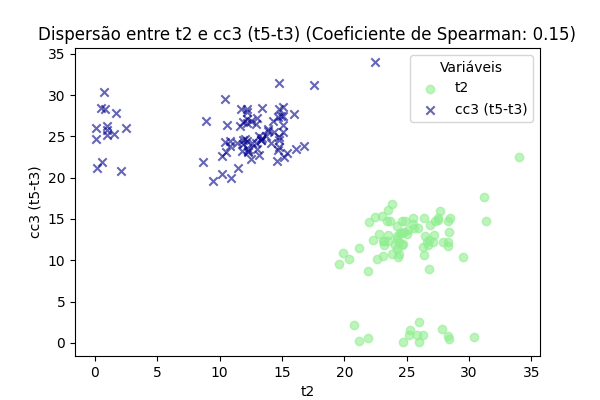 Dispersão entre t2 e cc3 (t5-t3) (Coeficiente de Spearman: 0.15)
35
30
25
20
15
10
5
0
cc3 (t5-t3)
Variáveis
t2
cc3 (t5-t3)
0 5 10 15 20 25 30 35
t2